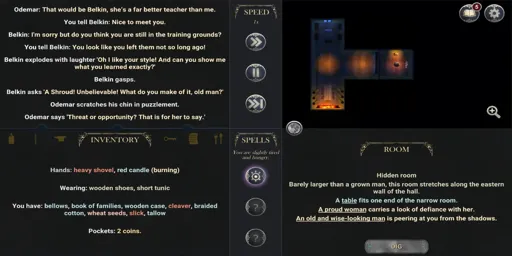 Odemar: That would be Belkin, she's a far better teacher than me.
You tell Belkin: Nice to meet you.
Belkin: I'm sorry but do you think you are still in the training grounds?
You tell Belkin: You look like you left them not so long ago!
Belkin explodes with laughter 'Oh I like your style! And can you show me
what you learned exactly?'
Belkin gasps.
Belkin asks 'A Shroud! Unbelievable! What do you make of it, old man?'
Odemar scratches his chin in puzzlement.
Odemar says 'Threat or opportunity? That is for her to say.'
SPEED
1x
5
INVENTORY
Hands: heavy shovel, red candle (burning)
Wearing: wooden shoes, short tunic
You have: bellows, book of families, wooden case, cleaver, braided
cotton, wheat seeds, slick, tallow
Pockets: 2 coins.
SPELLS
You are slightly tired
and hungry.
?
?
ROOM
Hidden room
Barely larger than a grown man, this room stretches along the eastern
wall of the hall.
A table fits one end of the narrow room.
A proud woman carries a look of defiance with her.
An old and wise-looking man is peering at you from the shadows.